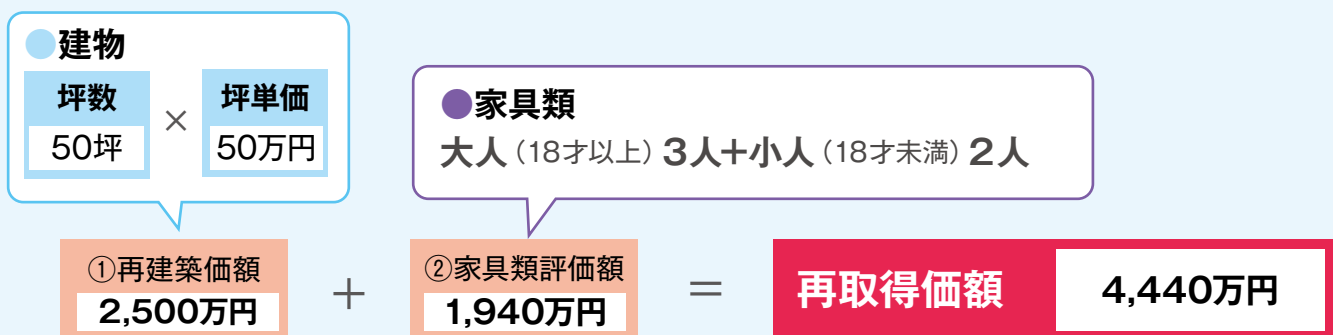 ●建物
坪数 × 坪単価
50坪 50万円
●家具類
大人（18才以上）3人+小人（18才未満）2人
①再建築価額
2,500万円
+
②家具類評価額
1,940万円
=
再取得価額 4,440万円